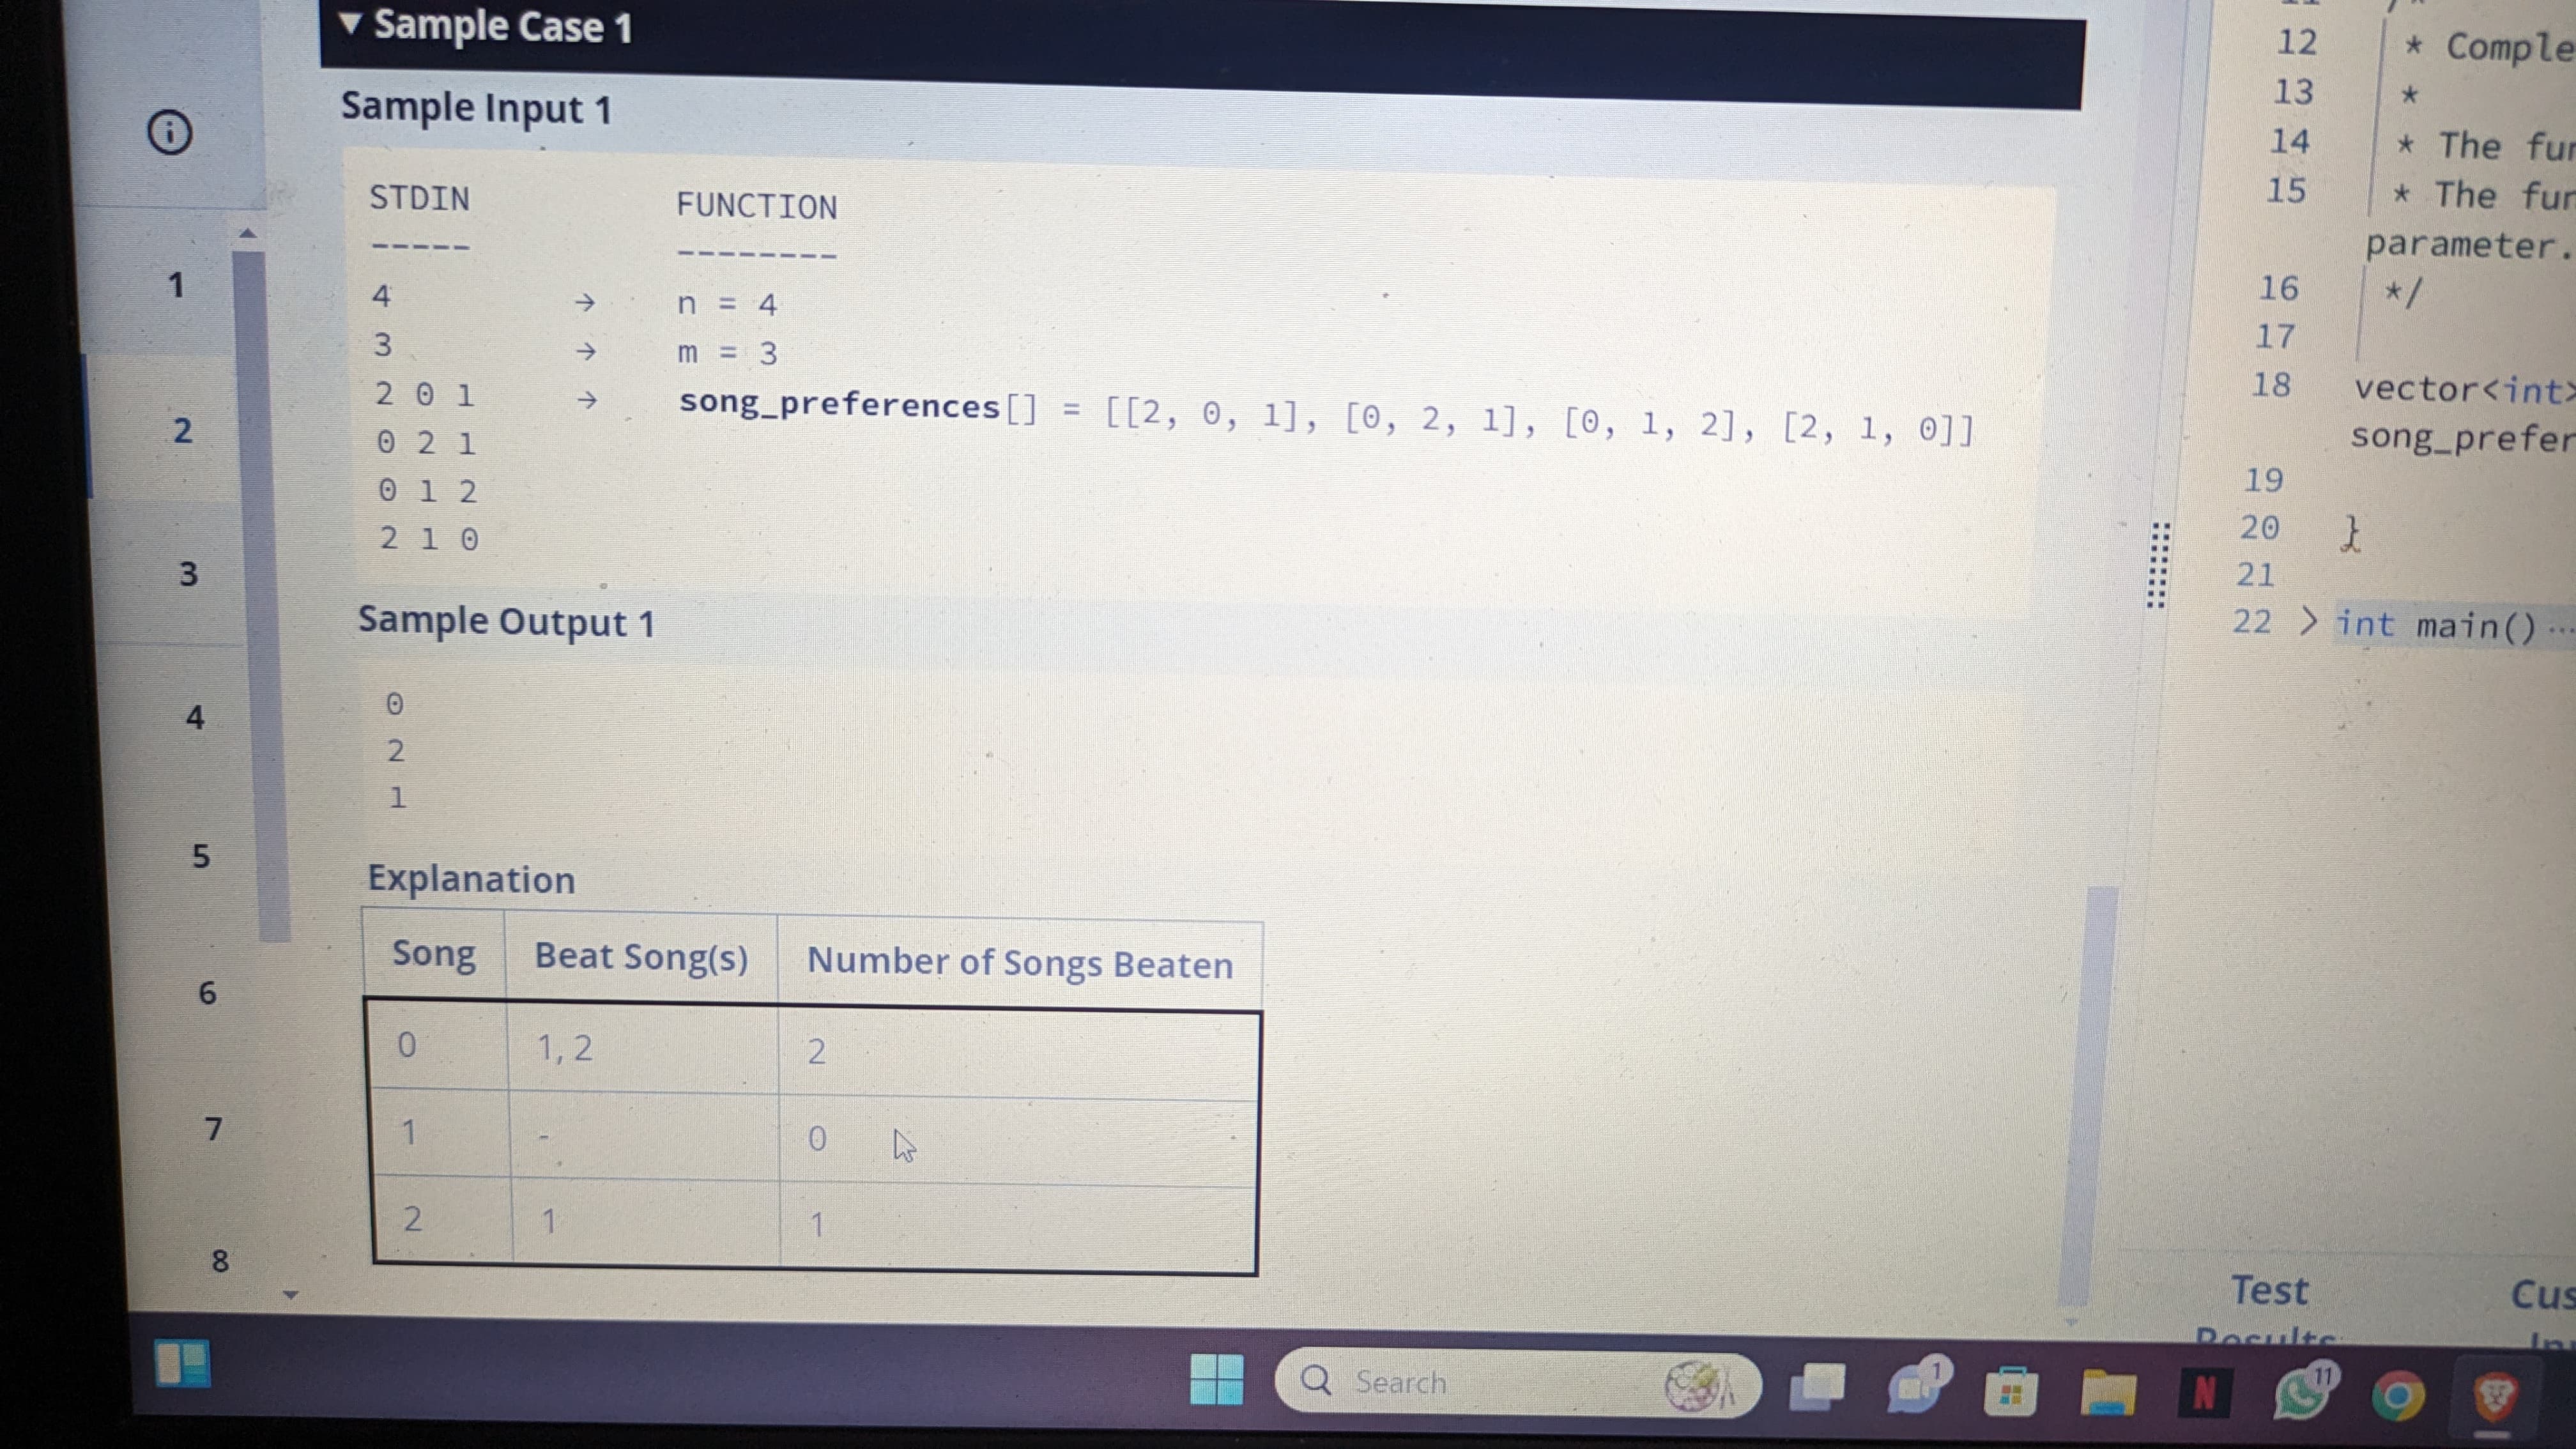 ▼ Sample Case 1
Sample Input 1
STDIN FUNCTION
----- --------
4 → n = 4
3 → m = 3
2 0 1 → song_preferences[] = [[2, 0, 1], [0, 2, 1], [0, 1, 2], [2, 1, 0]]
0 2 1
0 1 2
2 1 0
Sample Output 1
0
2
1
Explanation
Song Beat Song(s) Number of Songs Beaten
0 1, 2 2
1 - 0
2 1 1
1
2
3
4
5
6
7
8
12 * Comple
13 *
14 * The fun
15 * The fun
parameter.
16 */
17
18 vector<int>
song_prefer
19
20 }
21
22 > int main() ...
Test
Results
Cus
Search
1
N
11